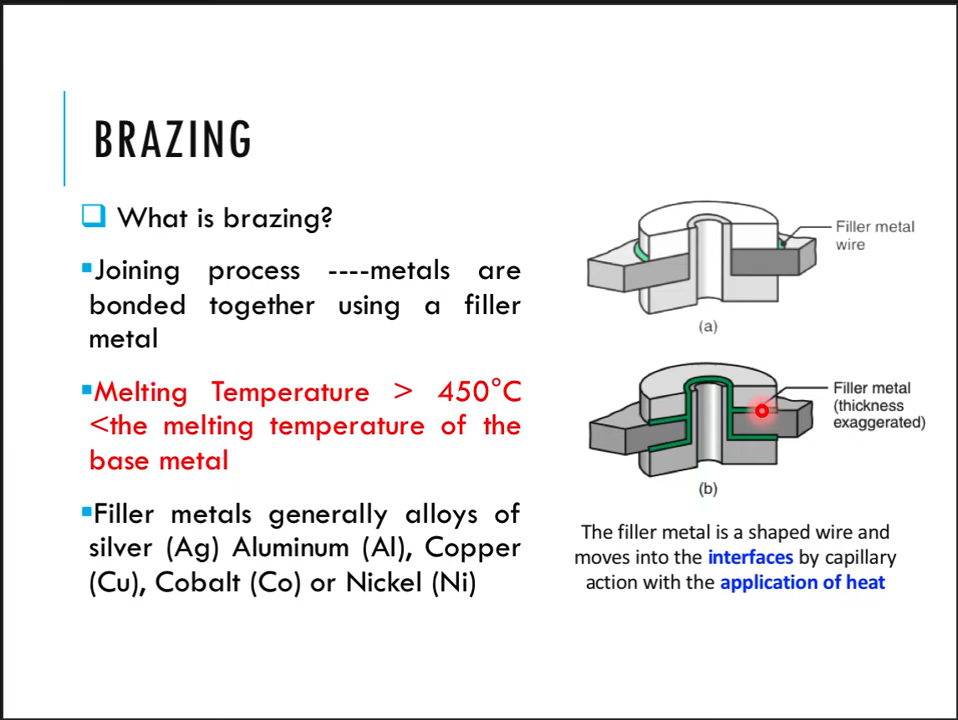 BRAZING
What is brazing?
Joining process ----metals are
bonded together using a filler
metal
Melting Temperature > 450°C
<the melting temperature of the
base metal
Filler metals generally alloys of
silver (Ag) Aluminum (Al), Copper
(Cu), Cobalt (Co) or Nickel (Ni)
Filler metal
wire
(a)
Filler metal
(thickness
exaggerated)
(b)
The filler metal is a shaped wire and
moves into the interfaces by capillary
action with the application of heat